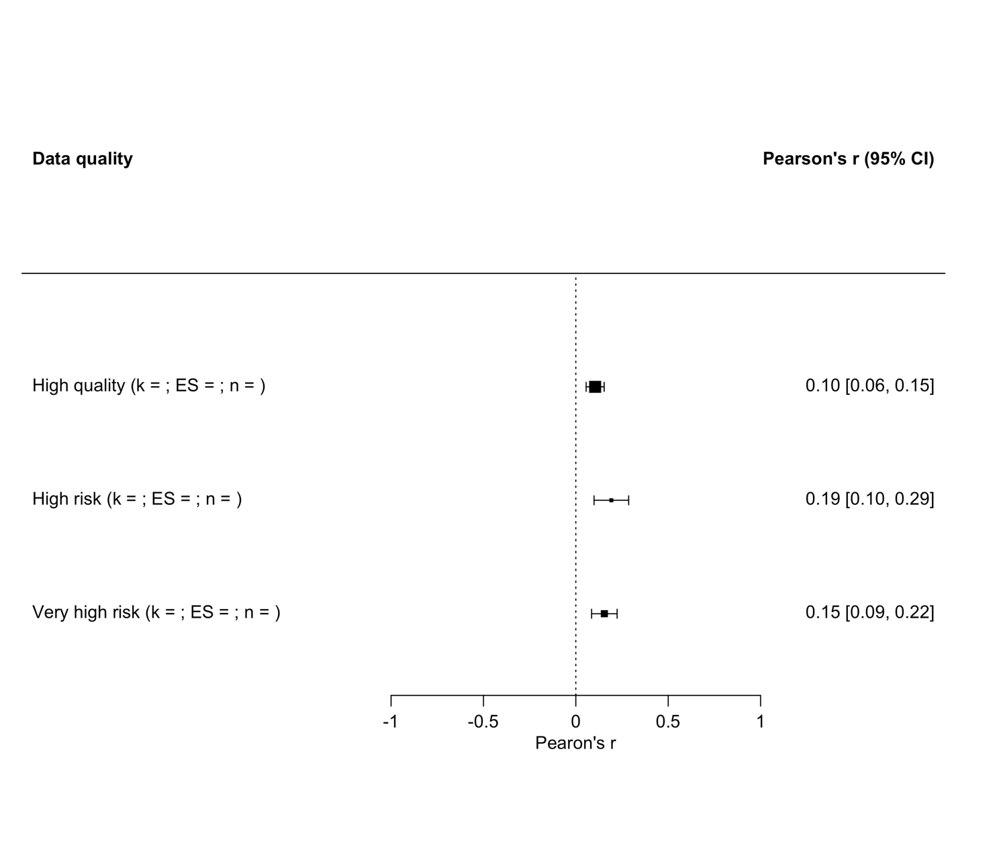 Data quality Pearson's r (95% CI)
High quality (k = ; ES = ; n = ) 0.10 [0.06, 0.15]
High risk (k = ; ES = ; n = ) 0.19 [0.10, 0.29]
Very high risk (k = ; ES = ; n = ) 0.15 [0.09, 0.22]
-1 -0.5 0 0.5 1
Pearon's r